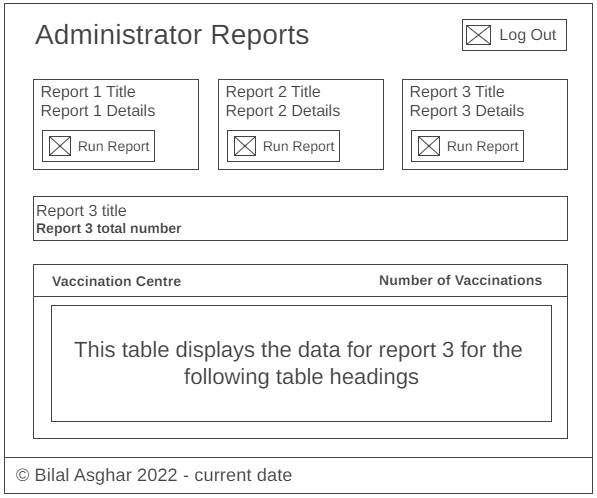 Administrator Reports
Log Out
Report 1 Title
Report 1 Details
Run Report
Report 2 Title
Report 2 Details
Run Report
Report 3 Title
Report 3 Details
Run Report
Report 3 title
Report 3 total number
Vaccination Centre
Number of Vaccinations
This table displays the data for report 3 for the
following table headings
© Bilal Asghar 2022 - current date